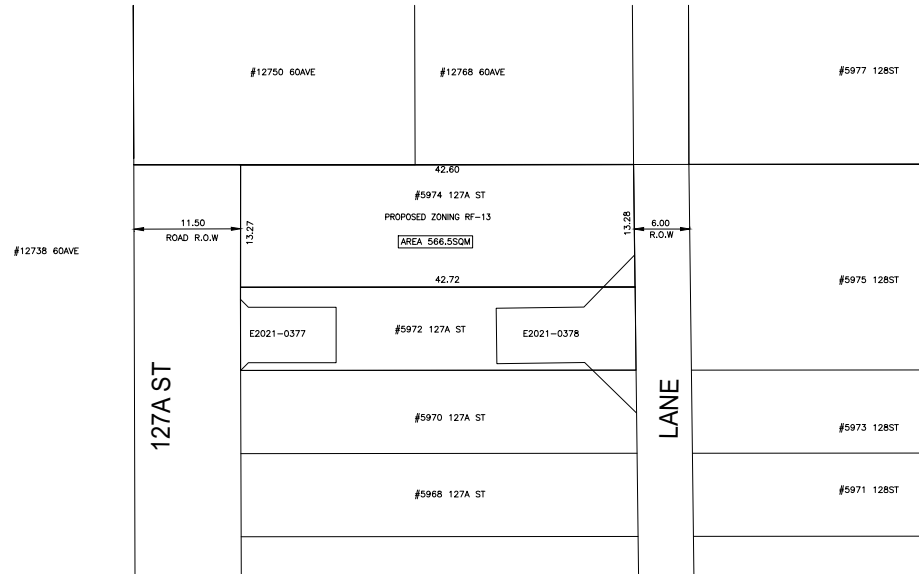 #12750 60AVE
#12768 60AVE
#5977 128ST
42.60
#5974 127A ST
PROPOSED ZONING RF-13
AREA 566.5SQM
13.27
13.28
11.50
ROAD R.O.W
6.00
R.O.W
#12738 60AVE
42.72
#5975 128ST
E2021-0377
#5972 127A ST
E2021-0378
127A ST
LANE
#5970 127A ST
#5973 128ST
#5968 127A ST
#5971 128ST